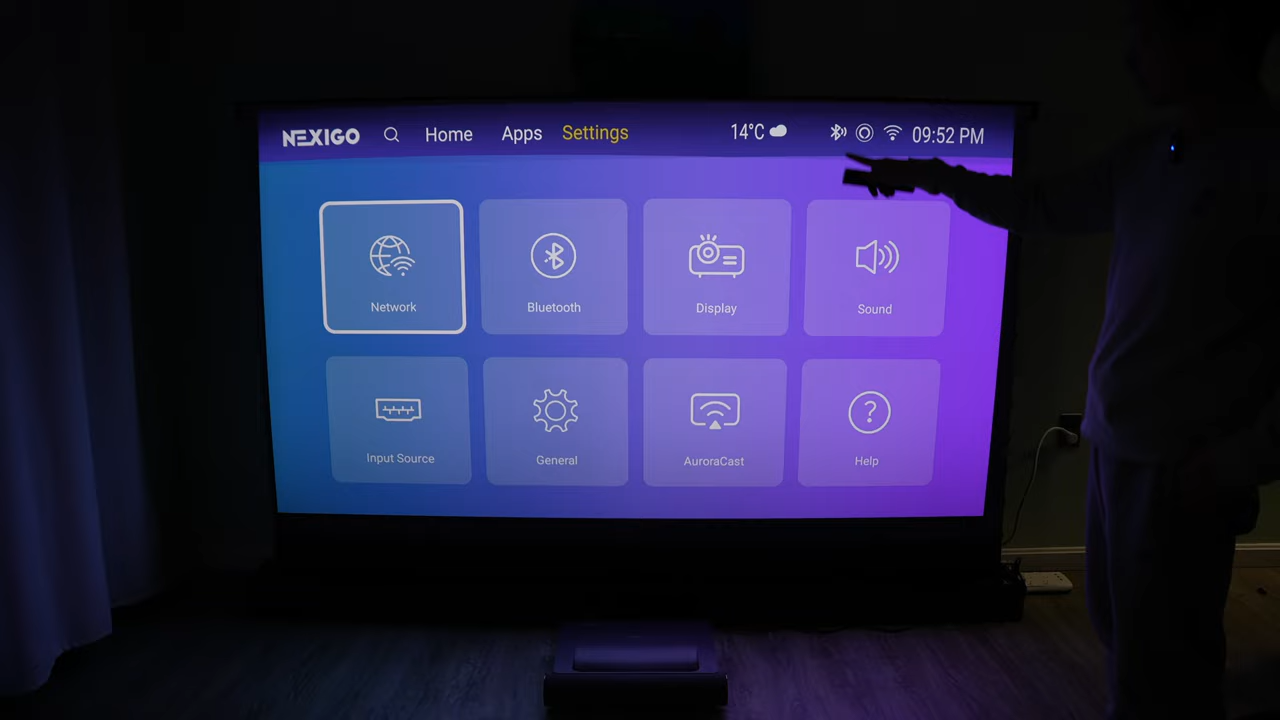 NEXIGO Home Apps Settings 14°C 09:52 PM
Network Bluetooth Display Sound
Input Source General AuroraCast Help